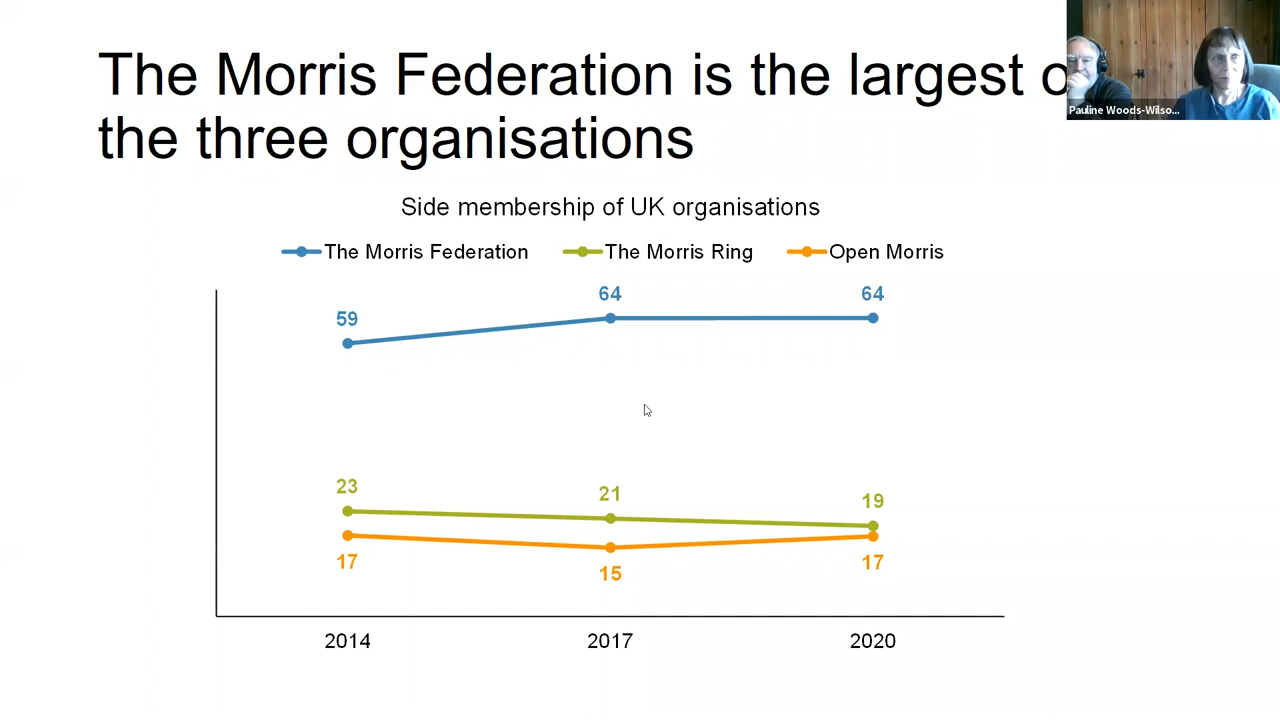 The Morris Federation is the largest o
the three organisations
Pauline Woods-Wilso...
Side membership of UK organisations
The Morris Federation The Morris Ring Open Morris
64 64
59
23 21 19
17 15 17
2014 2017 2020